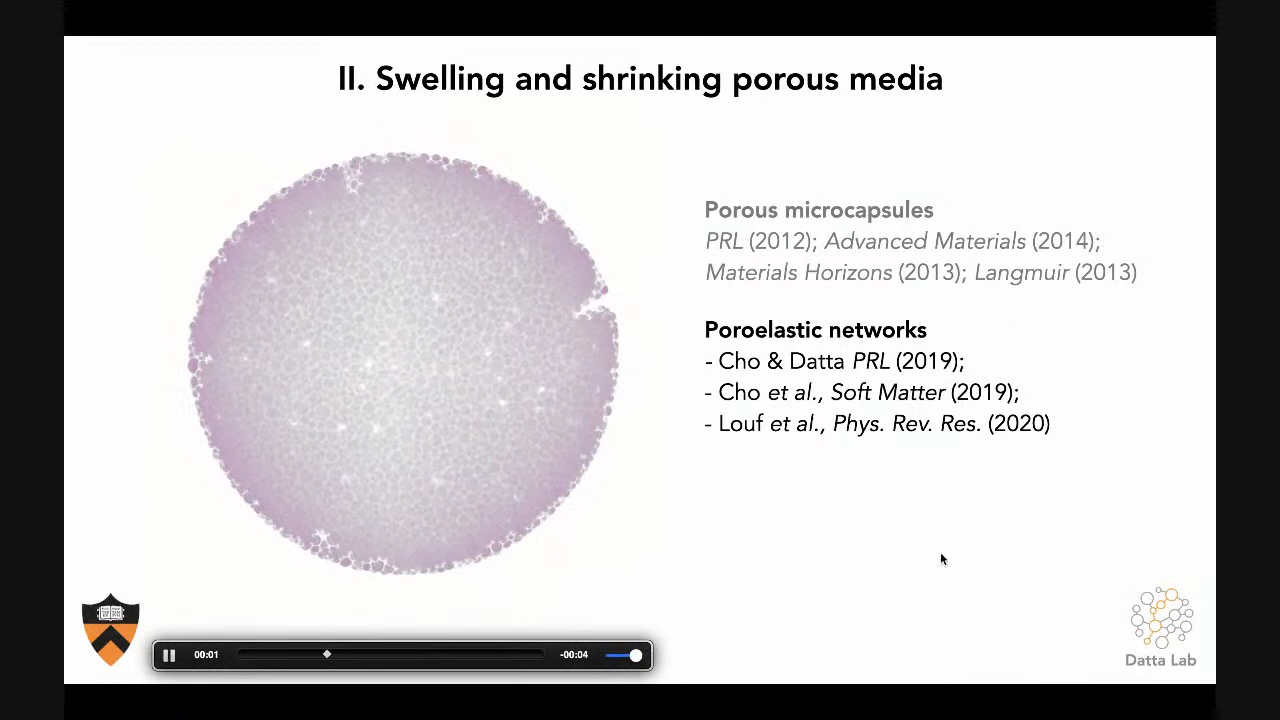 II. Swelling and shrinking porous media
Porous microcapsules
PRL (2012); Advanced Materials (2014);
Materials Horizons (2013); Langmuir (2013)
Poroelastic networks
- Cho & Datta PRL (2019);
- Cho et al., Soft Matter (2019);
- Louf et al., Phys. Rev. Res. (2020)
00:01
-00:04
Datta Lab